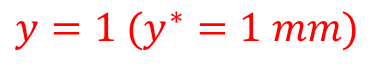 y = 1 (y* = 1 mm)